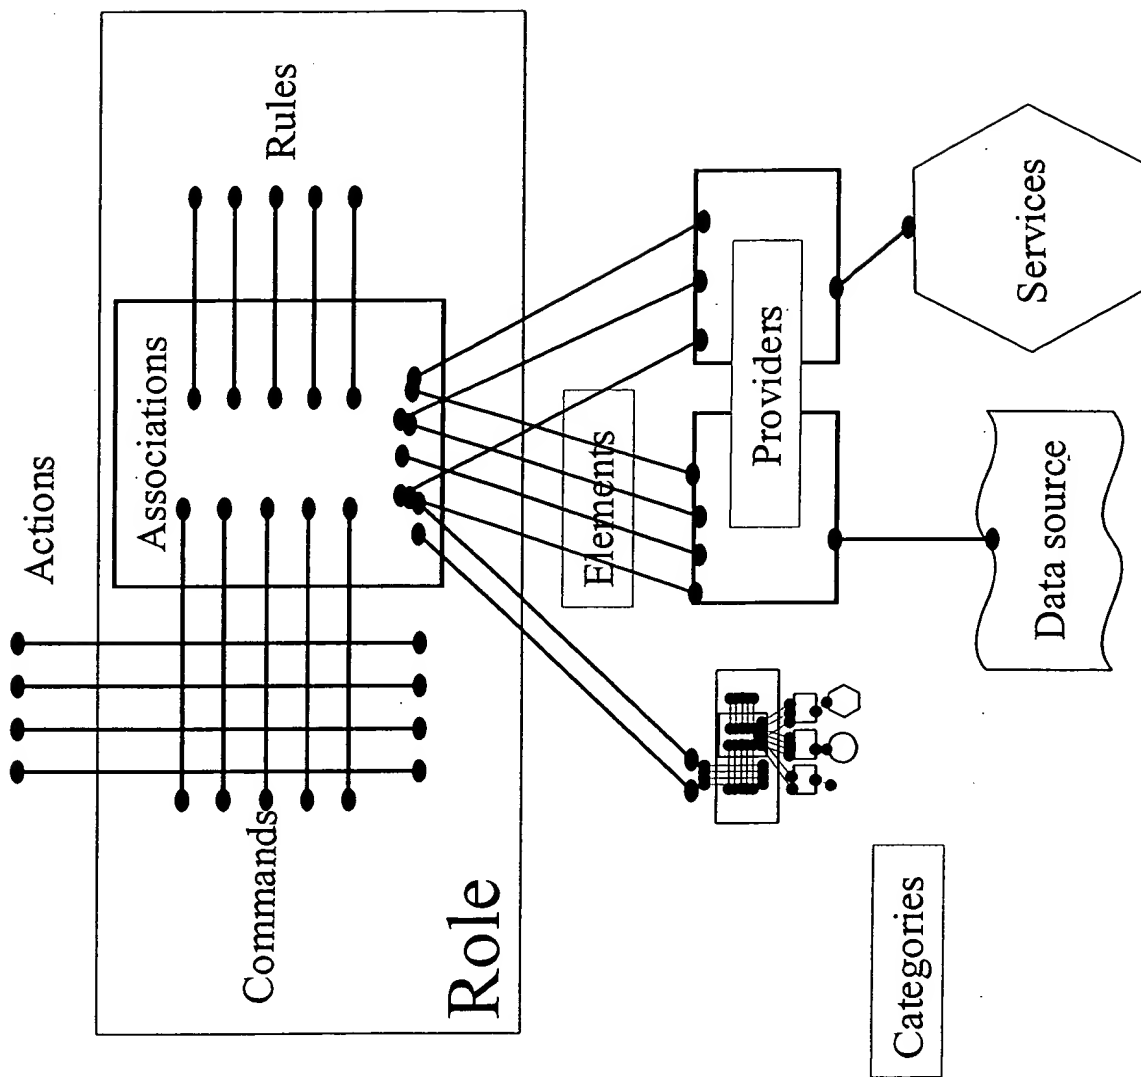 Actions
Associations
Rules
Commands
Role
Elements
Providers
Services
Data source
Categories